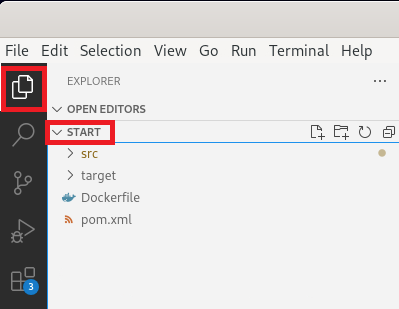 File Edit Selection View Go Run Terminal Help
EXPLORER
OPEN EDITORS
START
src
target
Dockerfile
pom.xml
3